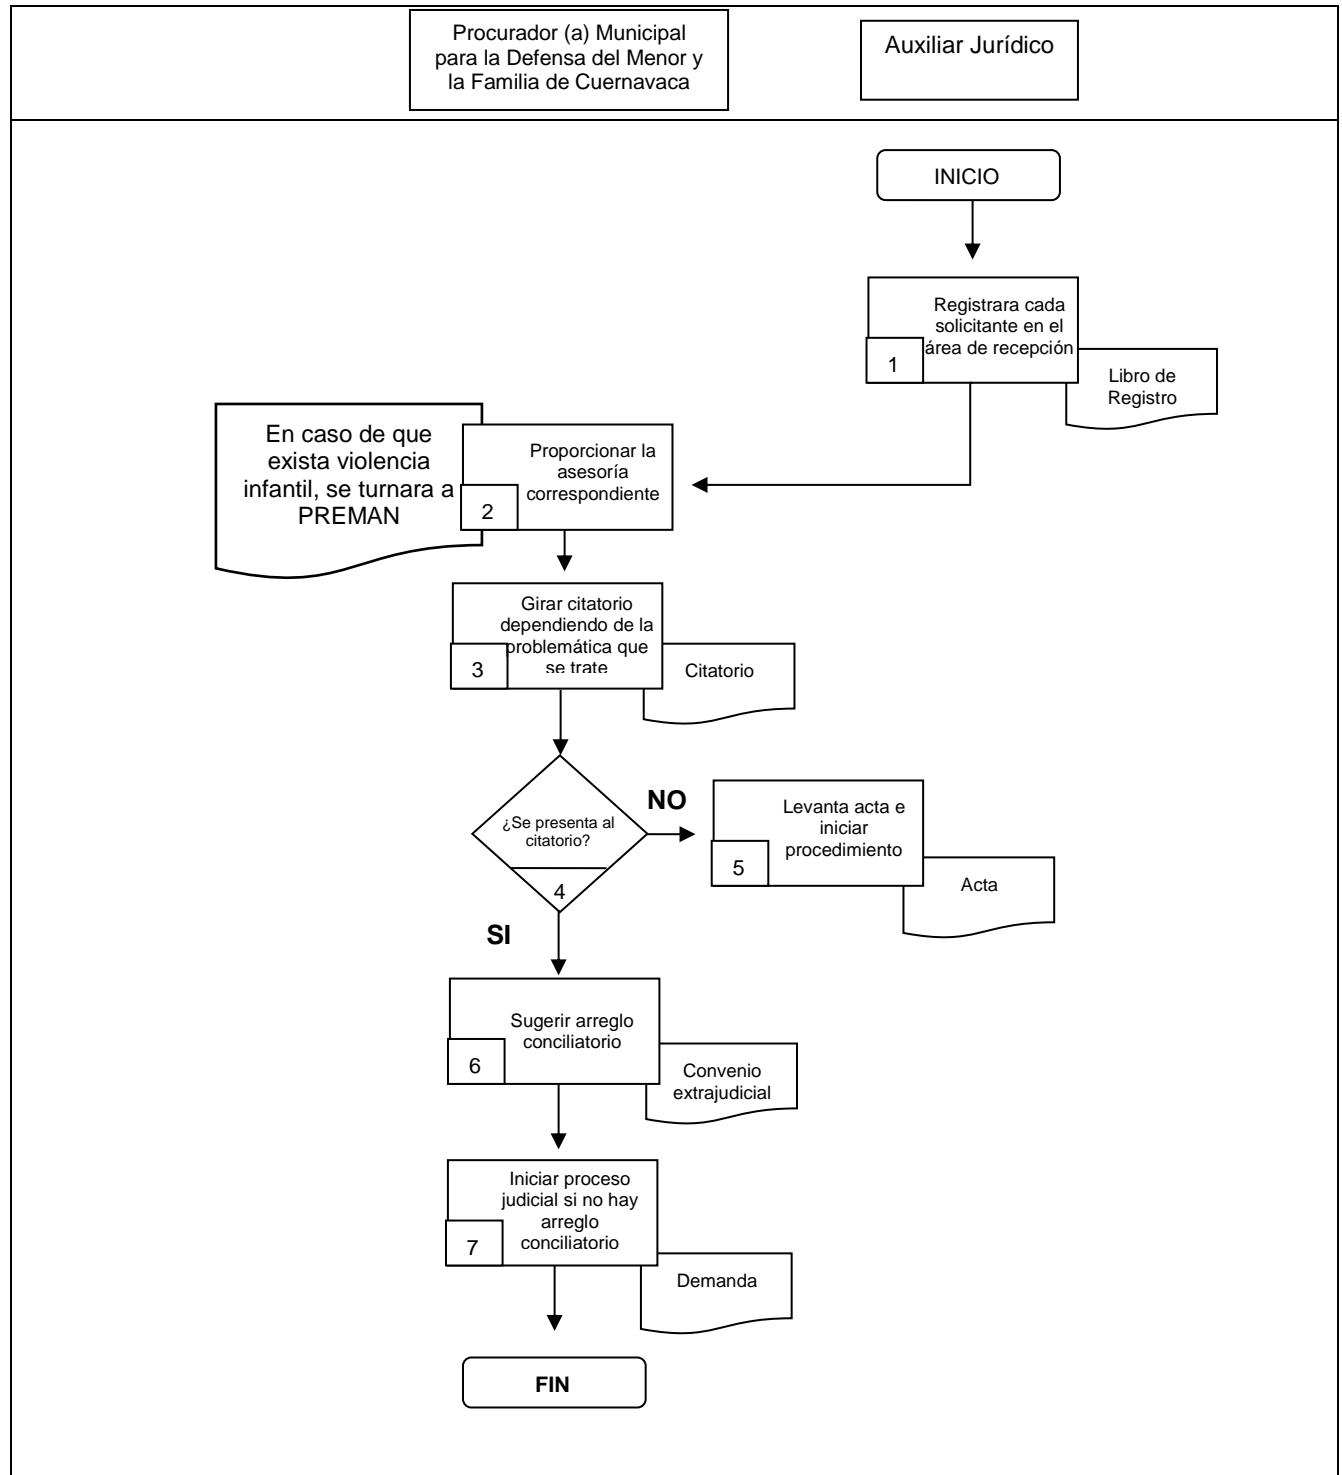 Procurador (a) Municipal
para la Defensa del Menor y
la Familia de Cuernavaca
Auxiliar Jurídico
INICIO
Registrara cada
solicitante en el
área de recepción
1
Libro de
Registro
En caso de que
exista violencia
infantil, se turnara a
PREMAN
Proporcionar la
asesoría
correspondiente
2
Girar citatorio
dependiendo de la
problemática que
se trate
3
Citatorio
¿Se presenta al
citatorio?
4
NO
Levanta acta e
iniciar
procedimiento
5
Acta
SI
Sugerir arreglo
conciliatorio
6
Convenio
extrajudicial
Iniciar proceso
judicial si no hay
arreglo
conciliatorio
7
Demanda
FIN